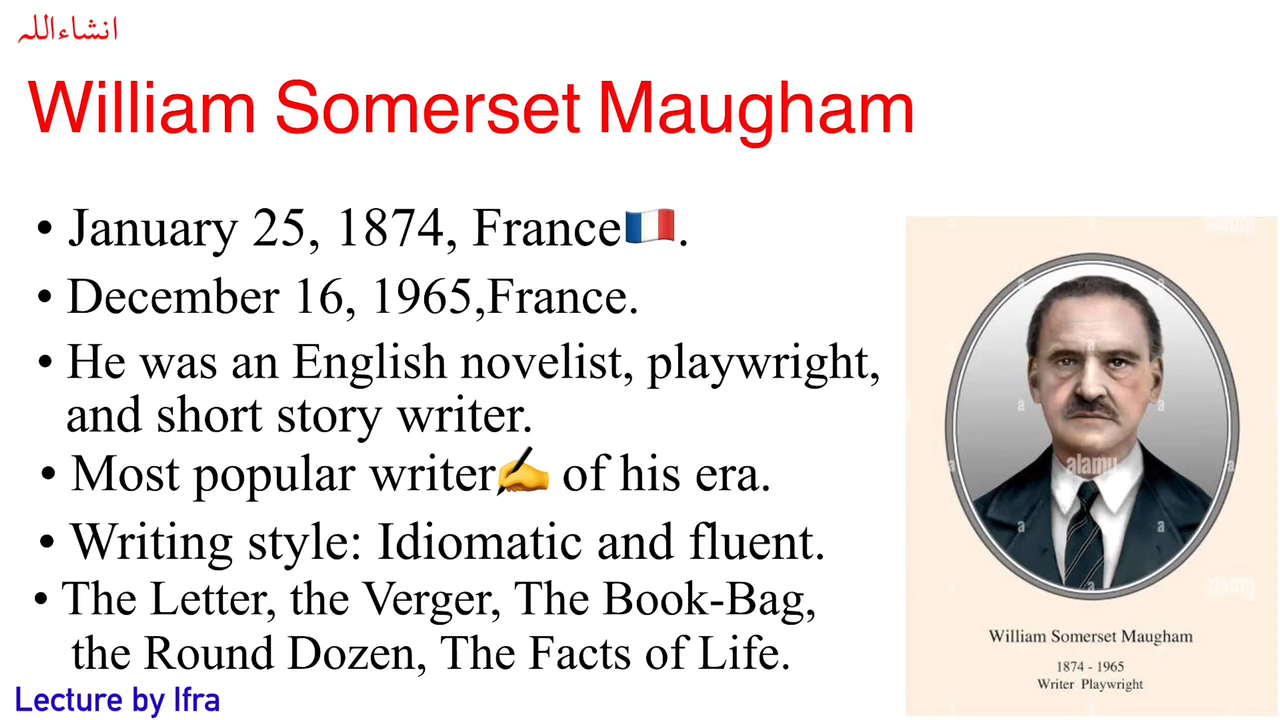 انشاءاللہ
William Somerset Maugham
• January 25, 1874, France🇫🇷.
• December 16, 1965,France.
• He was an English novelist, playwright,
and short story writer.
• Most popular writer✍️ of his era.
• Writing style: Idiomatic and fluent.
• The Letter, the Verger, The Book-Bag,
the Round Dozen, The Facts of Life.
Lecture by Ifra
alamy
a
a
a
a
alamy
William Somerset Maugham
1874 - 1965
Writer Playwright